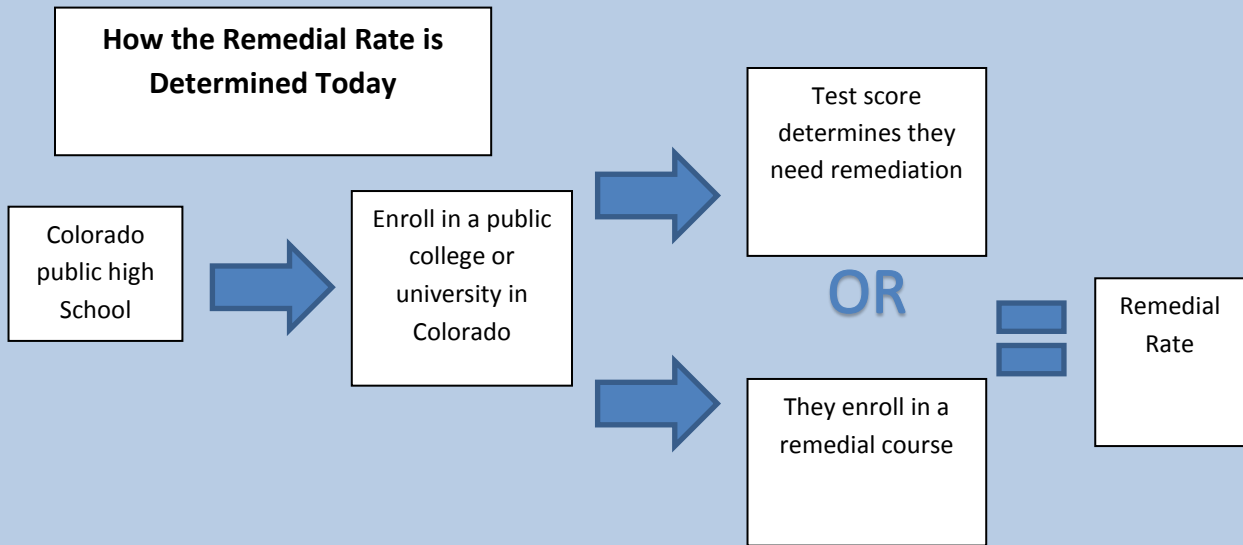 How the Remedial Rate is
Determined Today
Colorado
public high
School
Enroll in a public
college or
university in
Colorado
Test score
determines they
need remediation
OR
They enroll in a
remedial course
Remedial
Rate